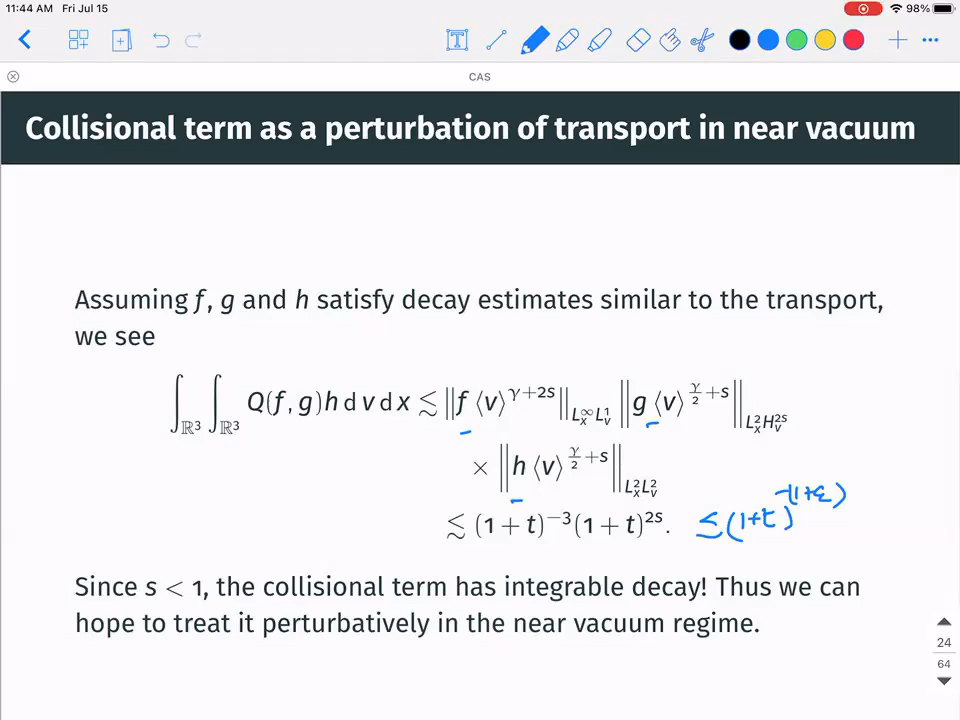 11:44 AM Fri Jul 15
98%
CAS
Collisional term as a perturbation of transport in near vacuum
Assuming f, g and h satisfy decay estimates similar to the transport,
we see
∫_{ℝ³} ∫_{ℝ³} Q(f, g)h d v d x ≲ ‖f ⟨v⟩^{γ+2s}‖_{L^∞_x L^1_v} ‖g ⟨v⟩^{γ/2 +s}‖_{L^2_x H^{2s}_v}
× ‖h ⟨v⟩^{γ/2 +s}‖_{L^2_x L^2_v}
≲ (1 + t)^{−3}(1 + t)^{2s}. ≤ (1+t)^{-(1+ε)}
Since s < 1, the collisional term has integrable decay! Thus we can
hope to treat it perturbatively in the near vacuum regime.
24
64